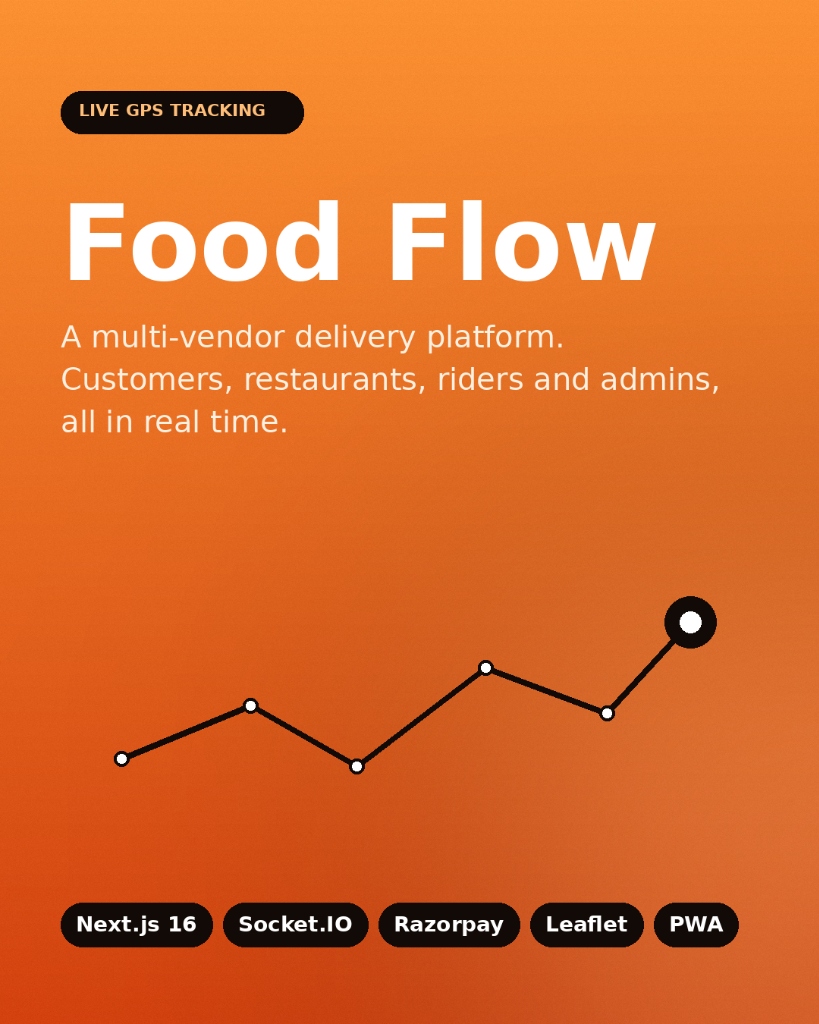 LIVE GPS TRACKING
Food Flow
A multi-vendor delivery platform.
Customers, restaurants, riders and admins,
all in real time.
Next.js 16 Socket.IO Razorpay Leaflet PWA